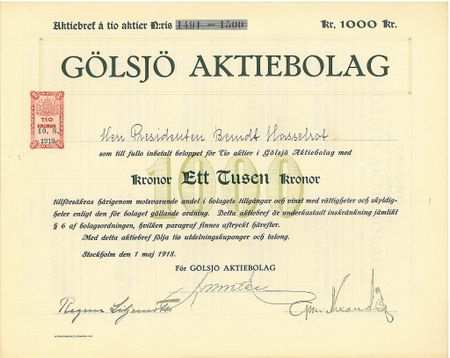 Aktiebref å tio aktier N:ris 1491 — 1500 Kr. 1000 Kr.
GÖLSJÖ AKTIEBOLAG
TIO
KRONOR
10. 8.
1918
Herr Presidenten Berndt Hasselrot
som till fullo inbetalt beloppet för Tio aktier i Gölsjö Aktiebolag med
Kronor Ett Tusen Kronor
1000
tillförsäkras härigenom motsvarande andel i bolagets tillgångar och vinst med rättigheter och skyldig-
heter enligt den för bolaget gällande ordning. Detta aktiebref är underkastadt inskränkning jämlikt
§ 6 af bolagsordningen, hvilken paragraf finnes aftryckt härefter.
Med detta aktiebref följa tio utdelningskuponger och talong.
Stockholm den 1 maj 1918.
För GÖLSJÖ AKTIEBOLAG